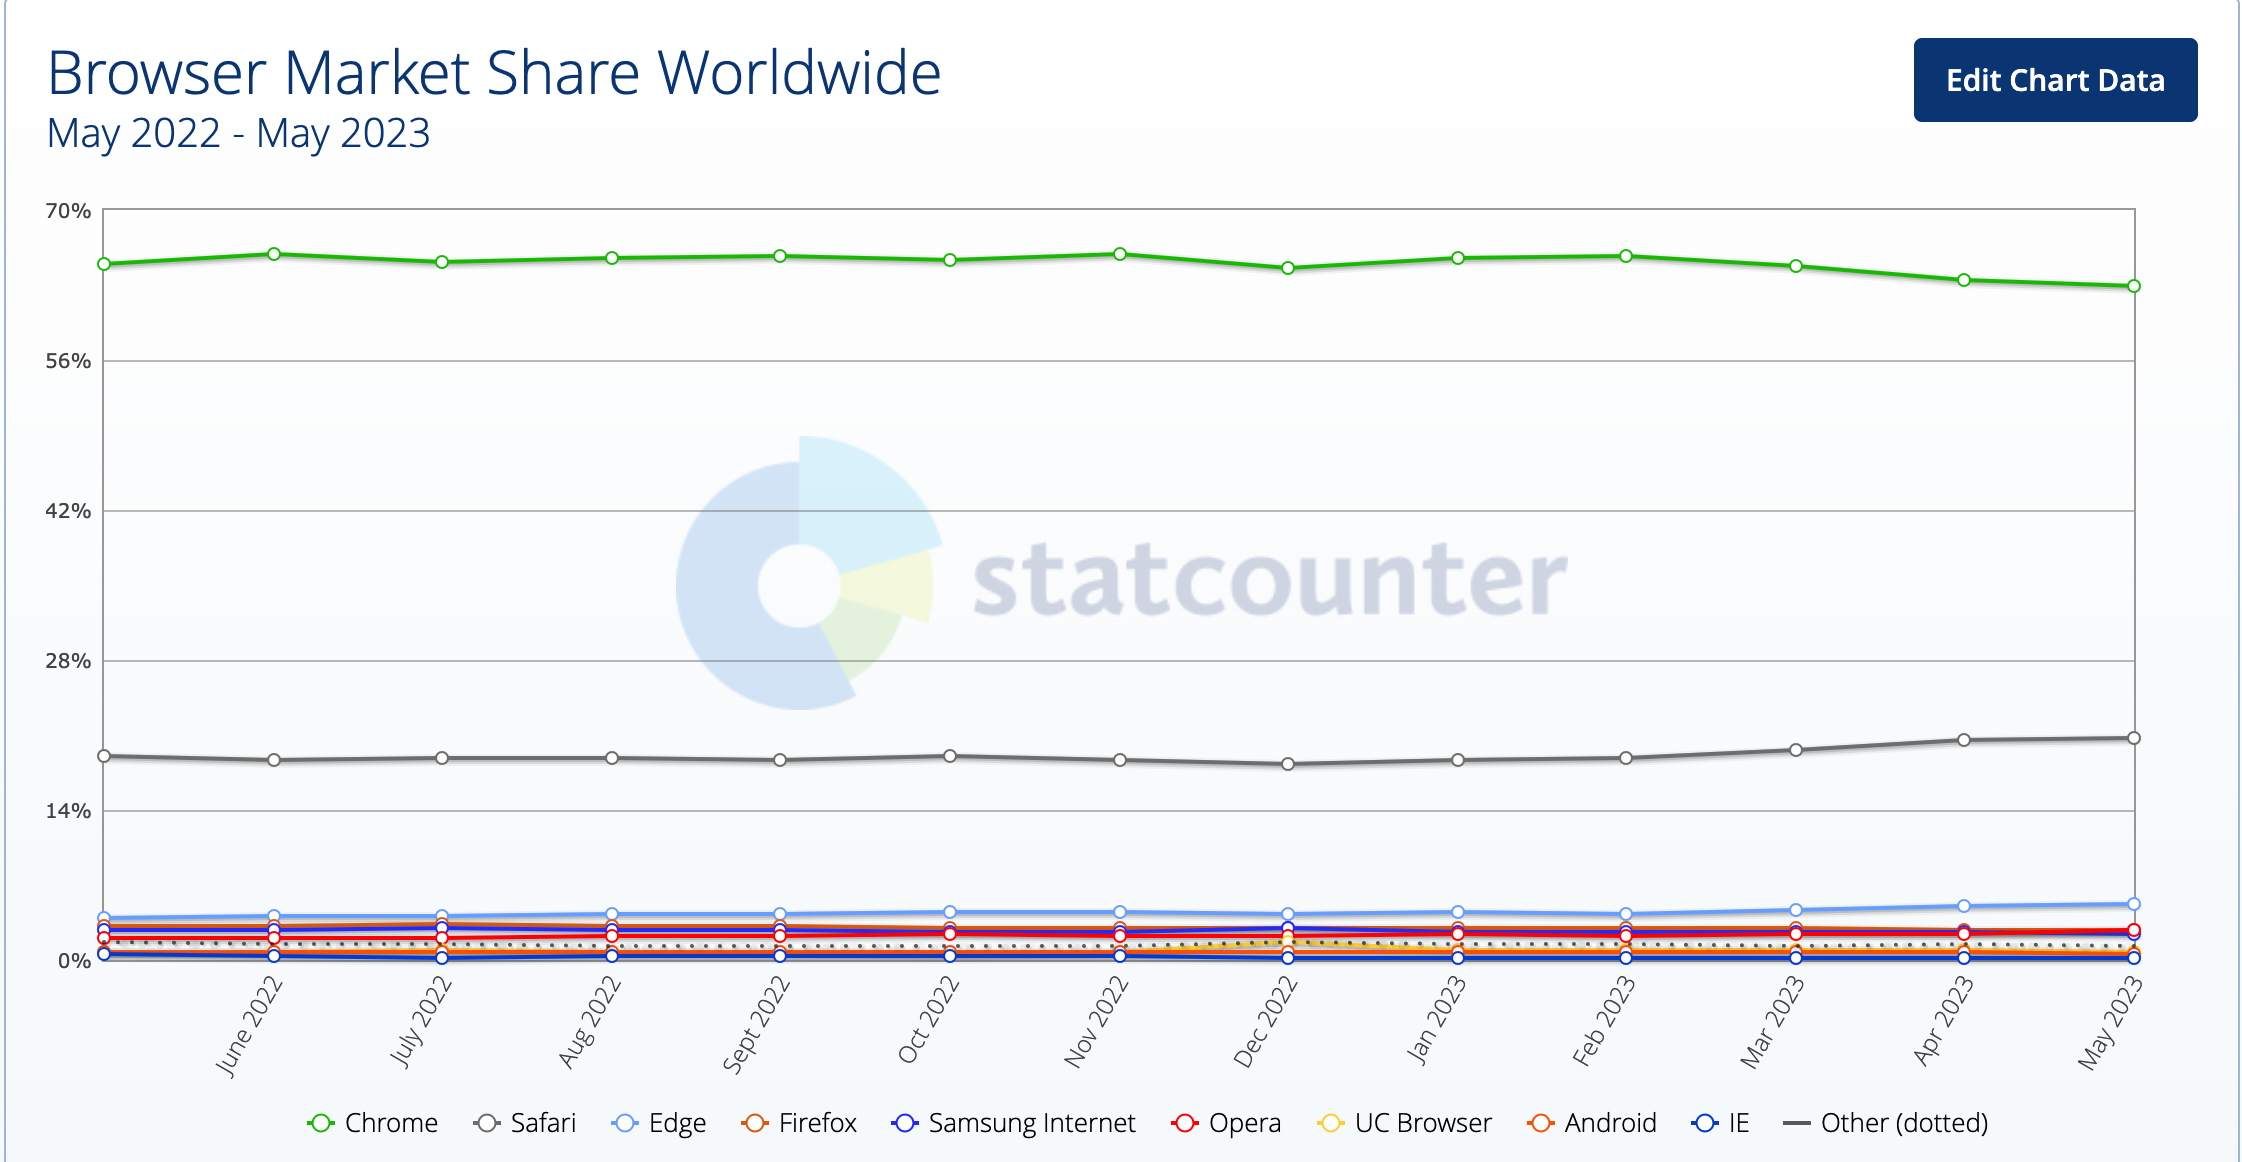 Browser Market Share Worldwide
May 2022 - May 2023
Edit Chart Data
70%
56%
42%
28%
14%
0%
statcounter
June 2022
July 2022
Aug 2022
Sept 2022
Oct 2022
Nov 2022
Dec 2022
Jan 2023
Feb 2023
Mar 2023
Apr 2023
May 2023
Chrome Safari Edge Firefox Samsung Internet Opera UC Browser Android IE Other (dotted)